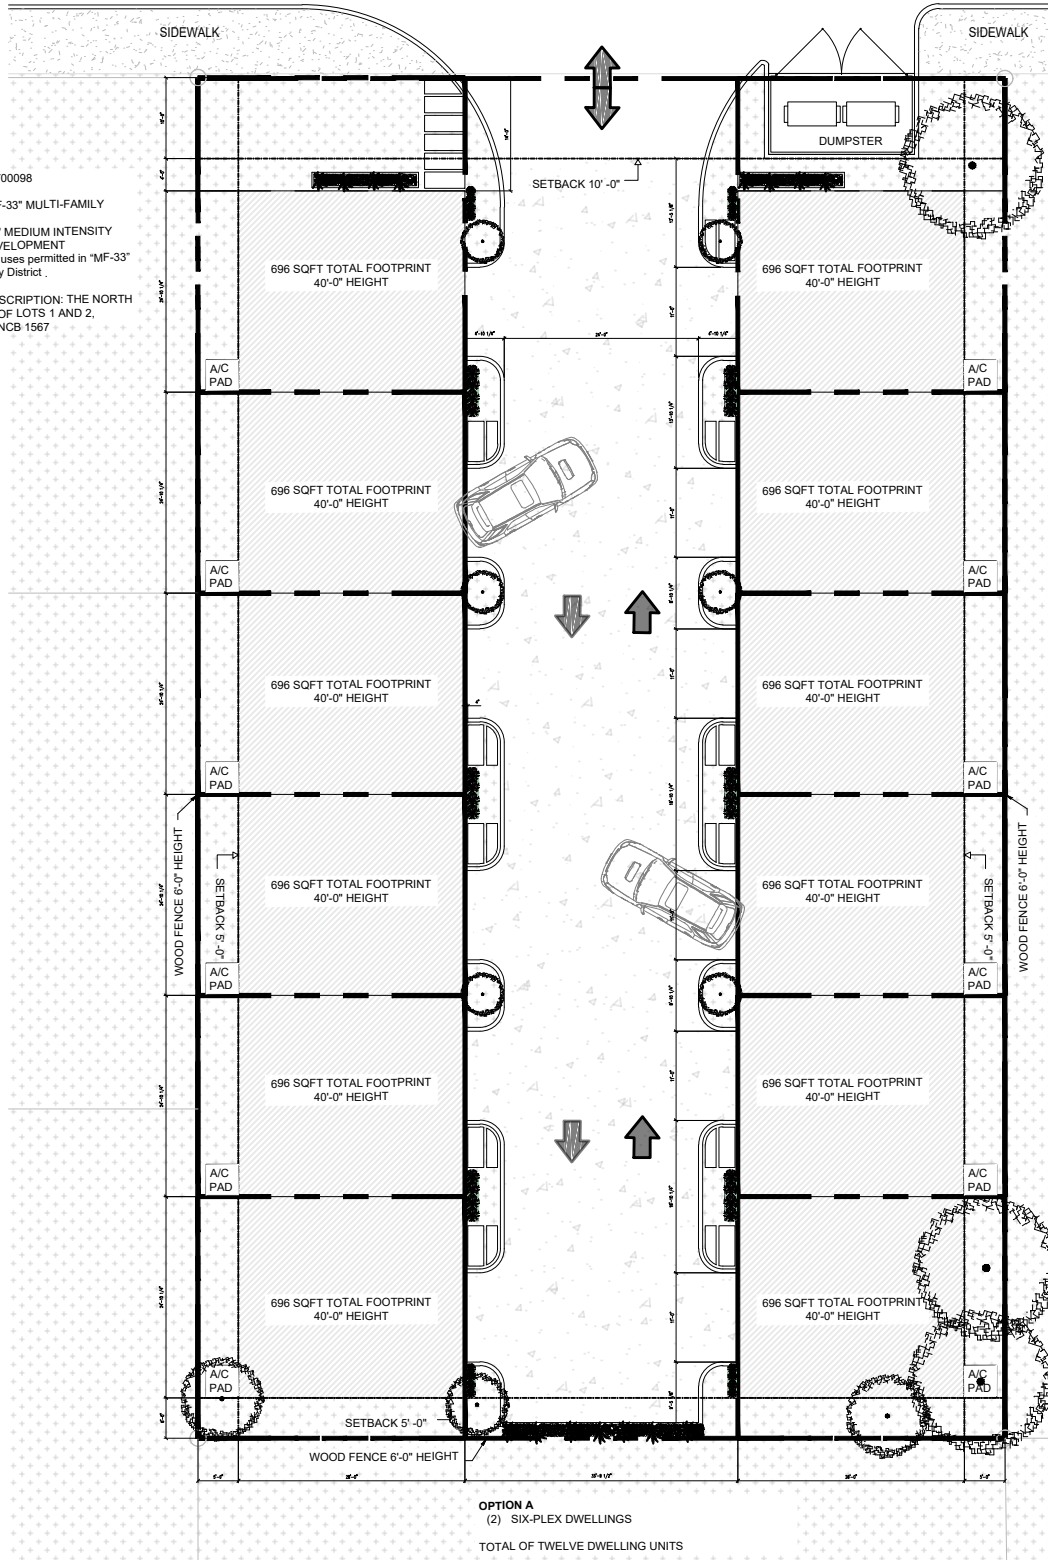 SIDEWALK
SIDEWALK
DUMPSTER
SETBACK 10' -0"
00098
F-33" MULTI-FAMILY
MEDIUM INTENSITY
VELOPMENT
uses permitted in "MF-33"
y District .
SCRIPTION: THE NORTH
OF LOTS 1 AND 2,
NCB 1567
696 SQFT TOTAL FOOTPRINT
40'-0" HEIGHT
696 SQFT TOTAL FOOTPRINT
40'-0" HEIGHT
A/C
PAD
A/C
PAD
696 SQFT TOTAL FOOTPRINT
40'-0" HEIGHT
696 SQFT TOTAL FOOTPRINT
40'-0" HEIGHT
A/C
PAD
A/C
PAD
696 SQFT TOTAL FOOTPRINT
40'-0" HEIGHT
696 SQFT TOTAL FOOTPRINT
40'-0" HEIGHT
A/C
PAD
A/C
PAD
WOOD FENCE 6'-0" HEIGHT
SETBACK 5' -0"
696 SQFT TOTAL FOOTPRINT
40'-0" HEIGHT
696 SQFT TOTAL FOOTPRINT
40'-0" HEIGHT
SETBACK 5' -0"
WOOD FENCE 6'-0" HEIGHT
A/C
PAD
A/C
PAD
696 SQFT TOTAL FOOTPRINT
40'-0" HEIGHT
696 SQFT TOTAL FOOTPRINT
40'-0" HEIGHT
A/C
PAD
A/C
PAD
696 SQFT TOTAL FOOTPRINT
40'-0" HEIGHT
696 SQFT TOTAL FOOTPRINT
40'-0" HEIGHT
A/C
PAD
A/C
PAD
SETBACK 5' -0"
WOOD FENCE 6'-0" HEIGHT
OPTION A
(2) SIX-PLEX DWELLINGS
TOTAL OF TWELVE DWELLING UNITS